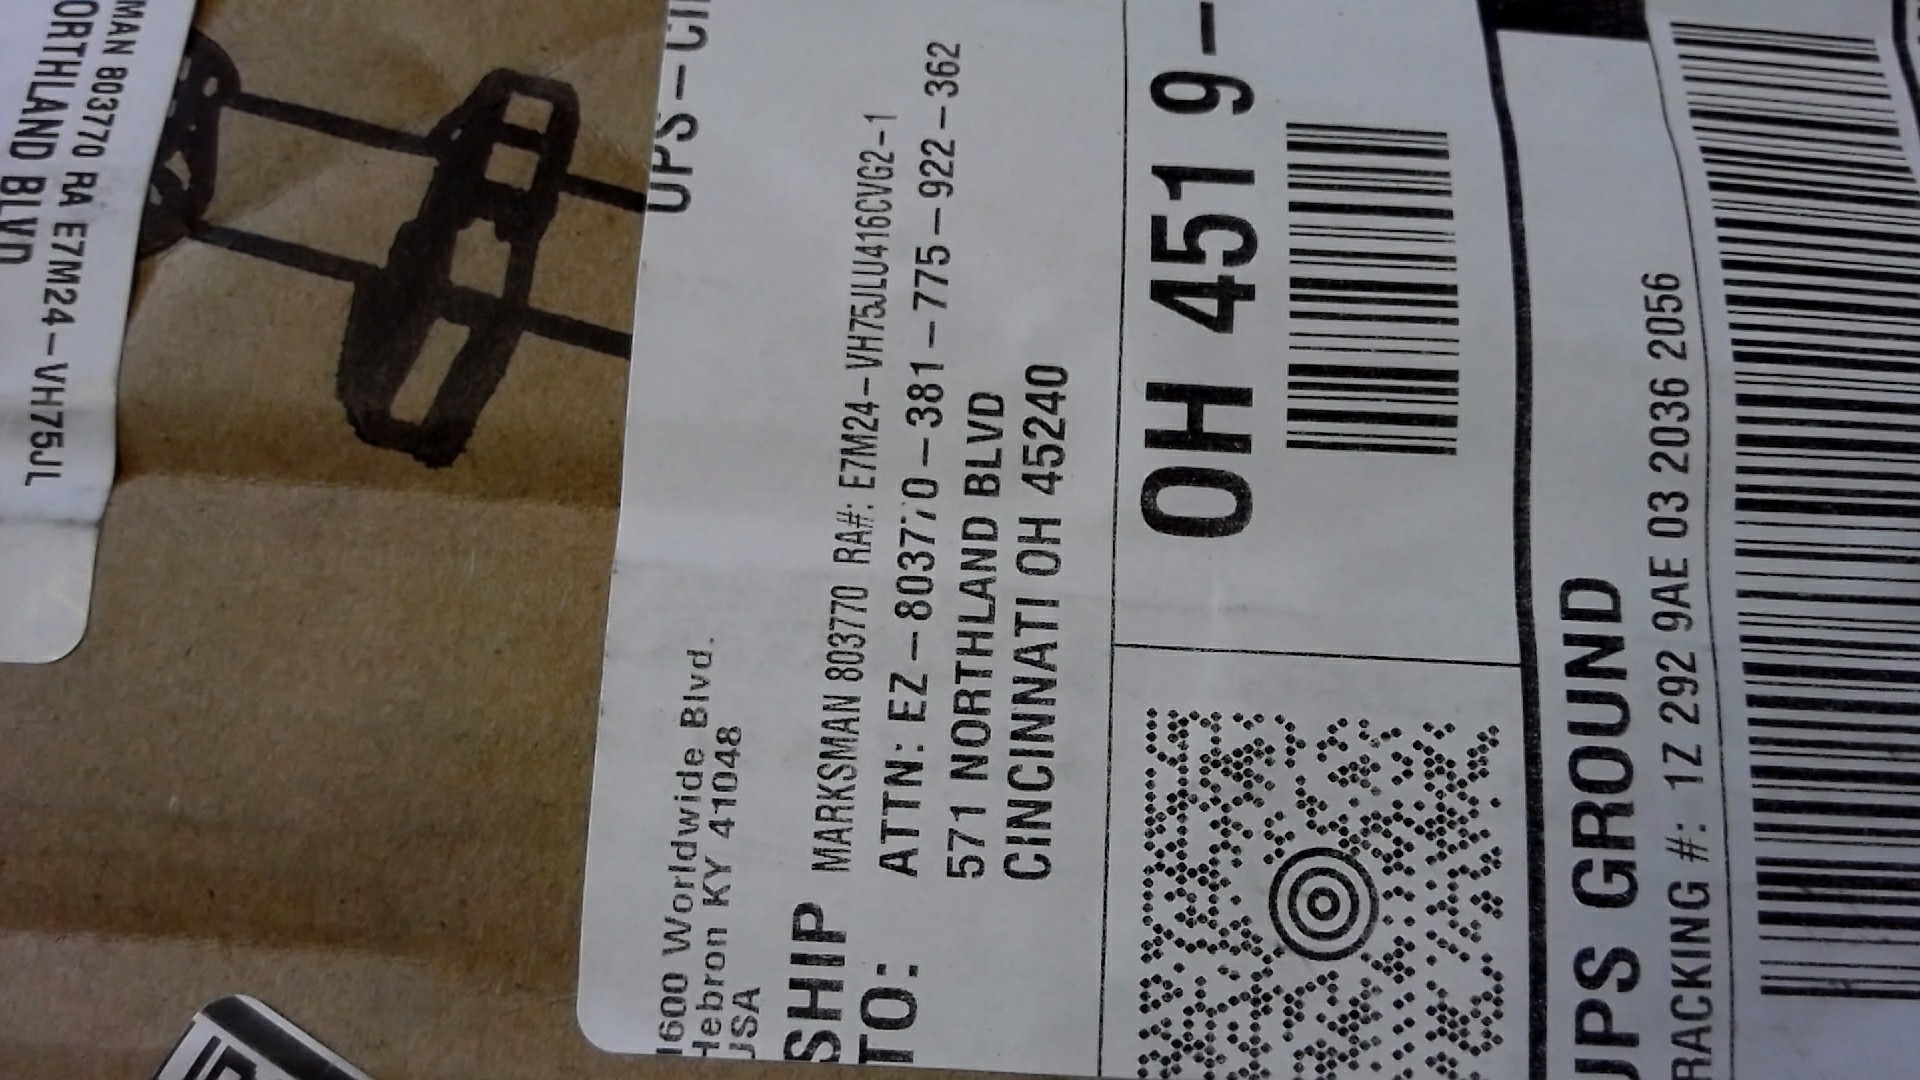 MAN 803770 RA E7M24-VH75JL
ORTHLAND BLVD
UPS-CI
1600 Worldwide Blvd.
Hebron KY 41048
USA
SHIP
TO:
MARKSMAN 803770 RA#: E7M24-VH75JLU416CVG2-1
ATTN: EZ-803770-381-775-922-362
571 NORTHLAND BLVD
CINCINNATI OH 45240
OH 451 9-
UPS GROUND
RACKING #: 1Z 292 9AE 03 2036 2056